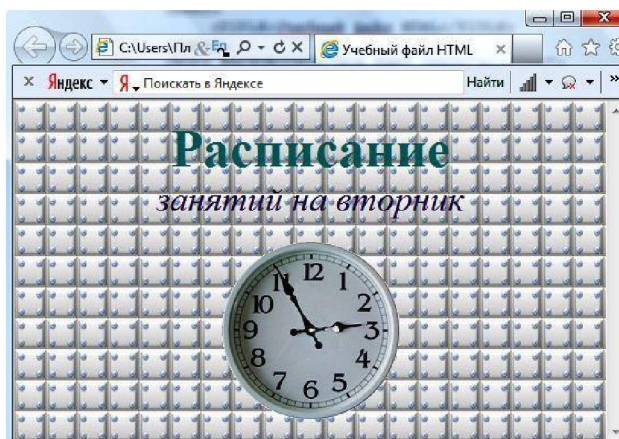 C:\Users\Пл
Учебный файл HTML
Яндекс
Поискать в Яндексе
Найти
Расписание
занятий на вторник
12
11 1
10 2
9 3
8 4
7 5
6